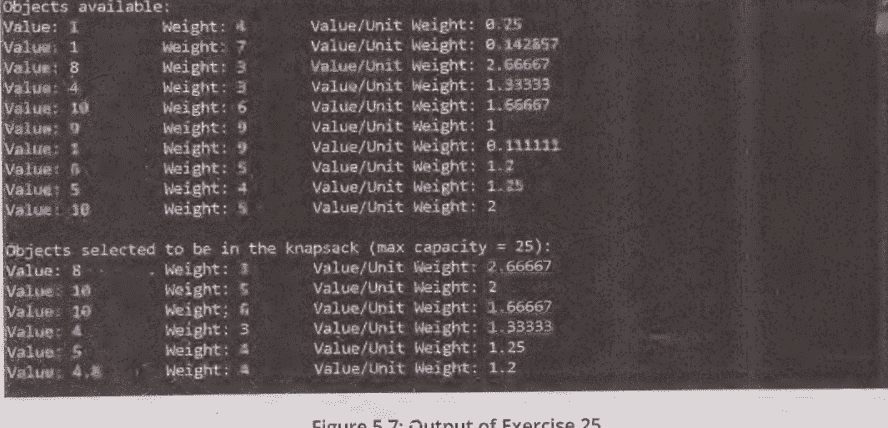 Objects available:
Value: 1 Weight: 4 Value/Unit Weight: 0.25
Value: 1 Weight: 7 Value/Unit Weight: 0.142857
Value: 8 Weight: 3 Value/Unit Weight: 2.66667
Value: 4 Weight: 3 Value/Unit Weight: 1.33333
Value: 10 Weight: 6 Value/Unit Weight: 1.66667
Value: 9 Weight: 9 Value/Unit Weight: 1
Value: 1 Weight: 9 Value/Unit Weight: 0.111111
Value: 6 Weight: 5 Value/Unit Weight: 1.2
Value: 5 Weight: 4 Value/Unit Weight: 1.25
Value: 10 Weight: 5 Value/Unit Weight: 2
Objects selected to be in the knapsack (max capacity = 25):
Value: 8 Weight: 3 Value/Unit Weight: 2.66667
Value: 10 Weight: 5 Value/Unit Weight: 2
Value: 10 Weight: 6 Value/Unit Weight: 1.66667
Value: 4 Weight: 3 Value/Unit Weight: 1.33333
Value: 5 Weight: 4 Value/Unit Weight: 1.25
Value: 4.8 Weight: 4 Value/Unit Weight: 1.2
Figure 5.7: Output of Exercise 25